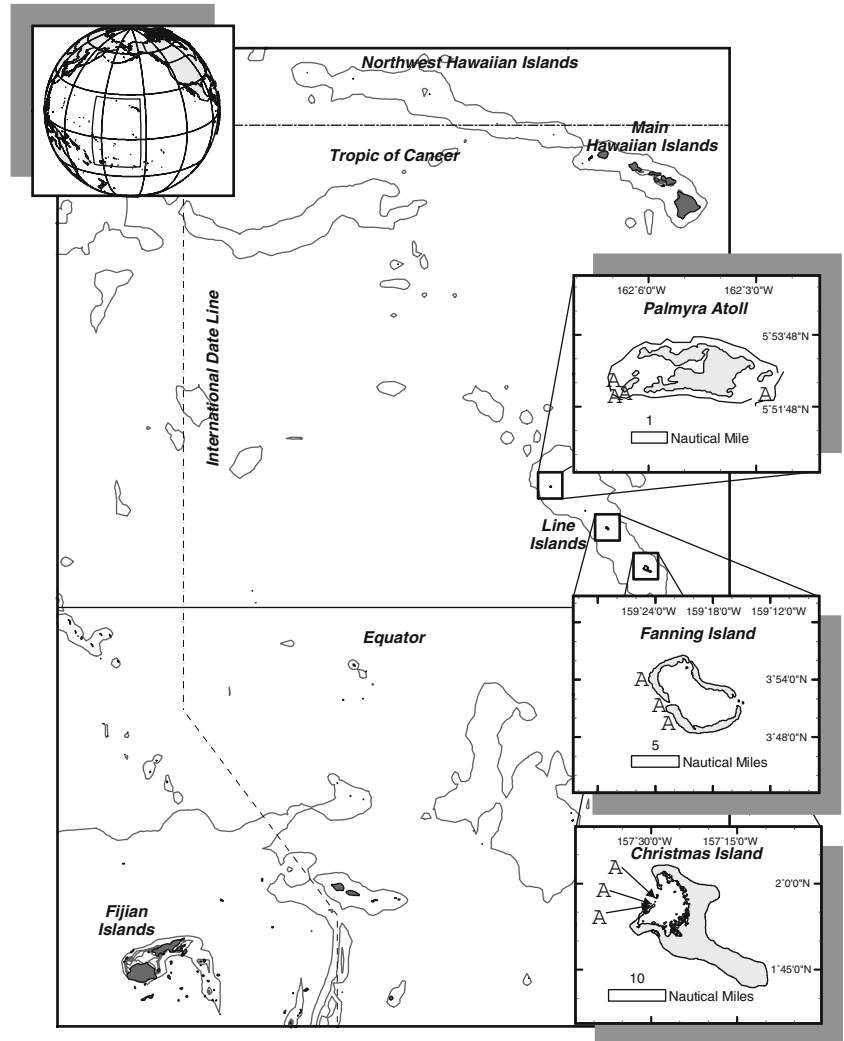 Northwest Hawaiian Islands
Main
Hawaiian Islands
Tropic of Cancer
International Date Line
162°6'0"W
162°3'0"W
Palmyra Atoll
5°53'48"N
A
A
A
A
5°51'48"N
1
Nautical Mile
Line
Islands
159°24'0"W
159°18'0"W
159°12'0"W
Equator
Fanning Island
A
3°54'0"N
A
A
3°48'0"N
5
Nautical Miles
157°30'0"W
157°15'0"W
Christmas Island
A
2°0'0"N
A
A
Fijian
Islands
1°45'0"N
10
Nautical Miles